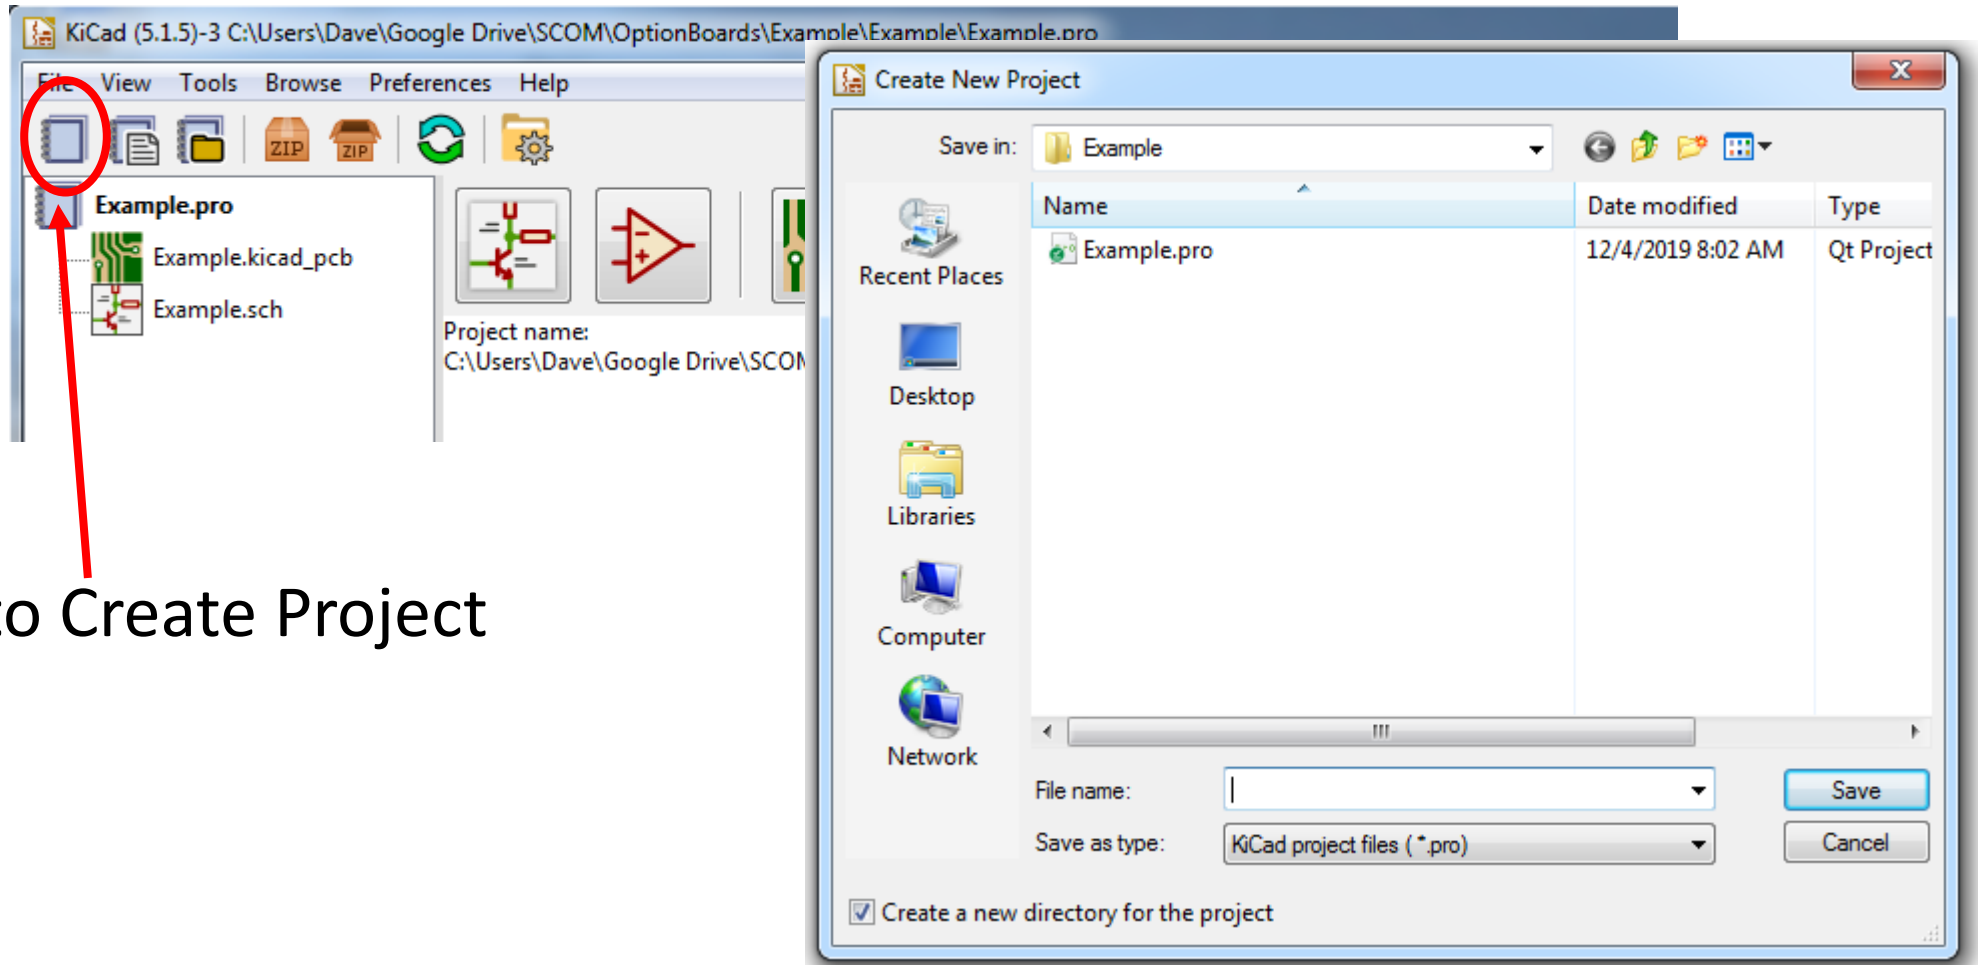 KiCad (5.1.5)-3 C:\Users\Dave\Google Drive\SCOM\OptionBoards\Example\Example\Example.pro
File View Tools Browse Preferences Help
ZIP ZIP
Example.pro
Example.kicad_pcb
Example.sch
Project name:
C:\Users\Dave\Google Drive\SCOM
to Create Project
Create New Project
Save in: Example
Name Date modified Type
Example.pro 12/4/2019 8:02 AM Qt Project
Recent Places
Desktop
Libraries
Computer
Network
File name: Save
Save as type: KiCad project files (*.pro) Cancel
Create a new directory for the project